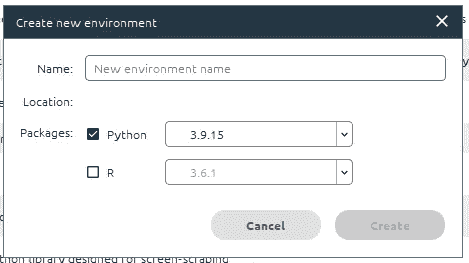 Create new environment
Name: New environment name
Location:
Packages: Python 3.9.15
R 3.6.1
Cancel Create
thon library designed for screen-scraping